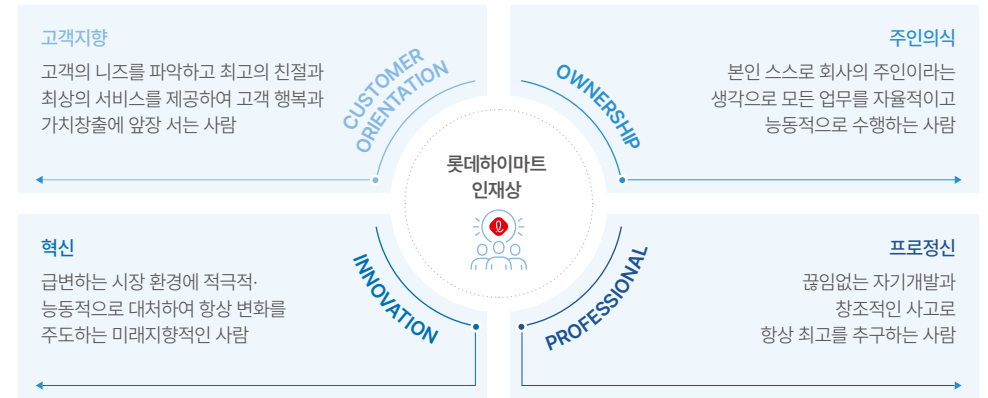 고객지향
고객의 니즈를 파악하고 최고의 친절과
최상의 서비스를 제공하여 고객 행복과
가치창출에 앞장 서는 사람
CUSTOMER
ORIENTATION
주인의식
본인 스스로 회사의 주인이라는
생각으로 모든 업무를 자율적이고
능동적으로 수행하는 사람
OWNERSHIP
롯데하이마트
인재상
혁신
급변하는 시장 환경에 적극적·
능동적으로 대처하여 항상 변화를
주도하는 미래지향적인 사람
INNOVATION
프로정신
끊임없는 자기개발과
창조적인 사고로
항상 최고를 추구하는 사람
PROFESSIONAL